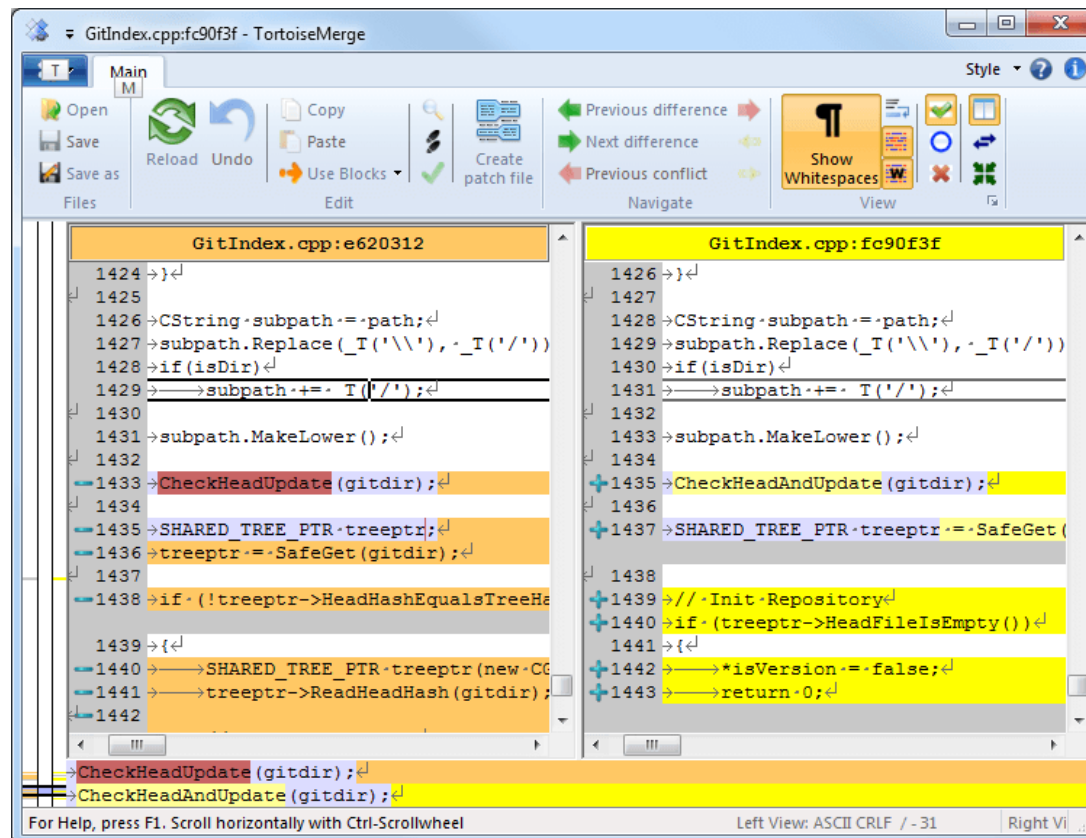 GitIndex.cpp:fc90f3f - TortoiseMerge
T
Main
M
Style
Open
Save
Save as
Files
Reload
Undo
Copy
Paste
Use Blocks
Create
patch file
Edit
Previous difference
Next difference
Previous conflict
Navigate
Show
Whitespaces
View
GitIndex.cpp:e620312
1424 →}↲
↲ 1425
1426 →CString·subpath·=·path;↲
1427 →subpath.Replace(_T('\\'),·_T('/'))
1428 →if(isDir)↲
1429 →——→subpath·+=· T('/');↲
↲ 1430
1431 →subpath.MakeLower();↲
↲ 1432
1433 →CheckHeadUpdate(gitdir);↲
↲ 1434
1435 →SHARED_TREE_PTR·treeptr;↲
1436 →treeptr·=·SafeGet(gitdir);↲
↲ 1437
1438 →if·(!treeptr->HeadHashEqualsTreeHa
1439 →{↲
1440 →——→SHARED_TREE_PTR·treeptr(new·CG
1441 →——→treeptr->ReadHeadHash(gitdir);
1442
GitIndex.cpp:fc90f3f
1426 →}↲
↲ 1427
1428 →CString·subpath·=·path;↲
1429 →subpath.Replace(_T('\\'),·_T('/'))
1430 →if(isDir)↲
1431 →——→subpath·+=· T('/');↲
↲ 1432
1433 →subpath.MakeLower();↲
↲ 1434
1435 →CheckHeadAndUpdate(gitdir);↲
↲ 1436
1437 →SHARED_TREE_PTR·treeptr·=·SafeGet(
↲ 1438
1439 →//·Init·Repository↲
1440 →if·(treeptr->HeadFileIsEmpty())↲
1441 →{↲
1442 →——→*isVersion·=·false;↲
1443 →——→return·0;↲
→CheckHeadUpdate(gitdir);↲
→CheckHeadAndUpdate(gitdir);↲
For Help, press F1. Scroll horizontally with Ctrl-Scrollwheel
Left View: ASCII CRLF / - 31
Right Vi